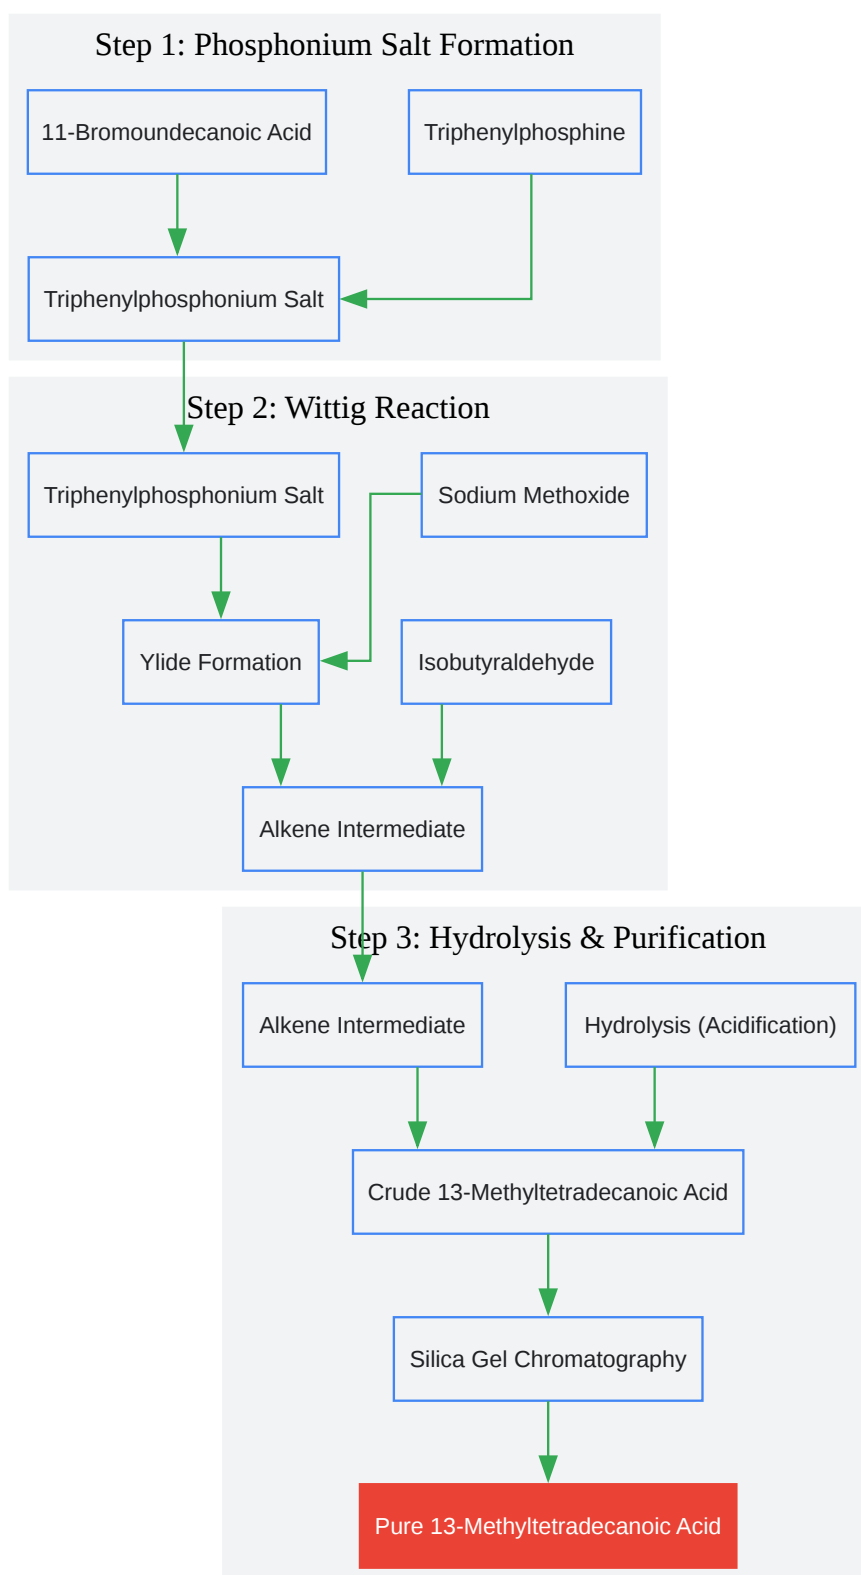 Step 1: Phosphonium Salt Formation
11-Bromoundecanoic Acid
Triphenylphosphine
Triphenylphosphonium Salt
Step 2: Wittig Reaction
Triphenylphosphonium Salt
Sodium Methoxide
Ylide Formation
Isobutyraldehyde
Alkene Intermediate
Step 3: Hydrolysis & Purification
Alkene Intermediate
Hydrolysis (Acidification)
Crude 13-Methyltetradecanoic Acid
Silica Gel Chromatography
Pure 13-Methyltetradecanoic Acid